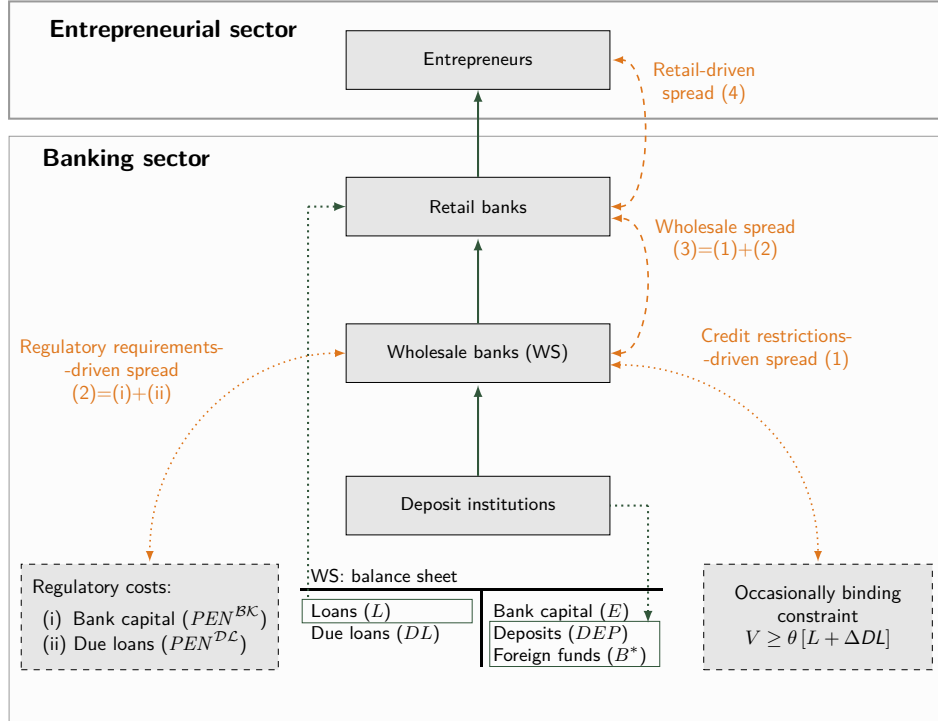 Entrepreneurial sector
Entrepreneurs
Retail-driven
spread (4)
Banking sector
Retail banks
Wholesale spread
(3)=(1)+(2)
Regulatory requirements-
-driven spread
(2)=(i)+(ii)
Wholesale banks (WS)
Credit restrictions-
-driven spread (1)
Deposit institutions
Regulatory costs:
(i) Bank capital (PEN^{BK})
(ii) Due loans (PEN^{DL})
WS: balance sheet
Loans (L)
Due loans (DL)
Bank capital (E)
Deposits (DEP)
Foreign funds (B*)
Occasionally binding
constraint
V ≥ θ [L + ΔDL]